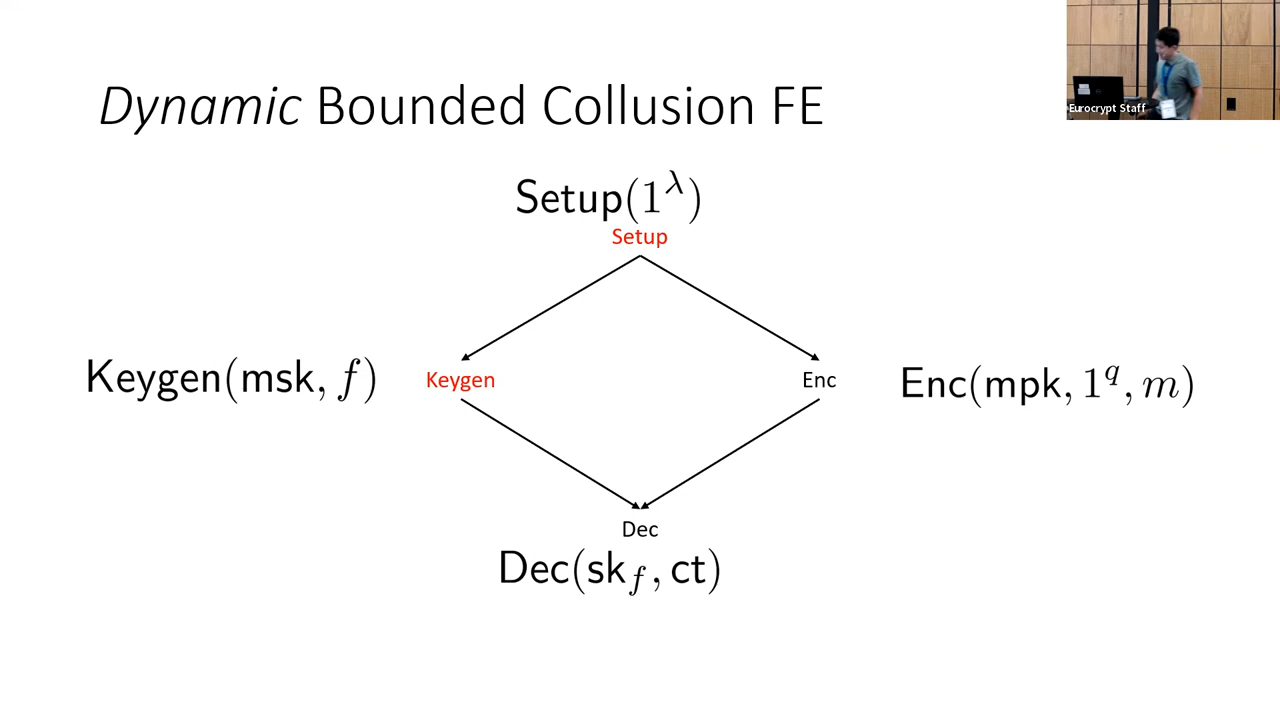 Dynamic Bounded Collusion FE
Eurocrypt Staff
Setup(1^λ)
Setup
Keygen(msk, f)
Keygen
Enc
Enc(mpk, 1^q, m)
Dec
Dec(sk_f, ct)